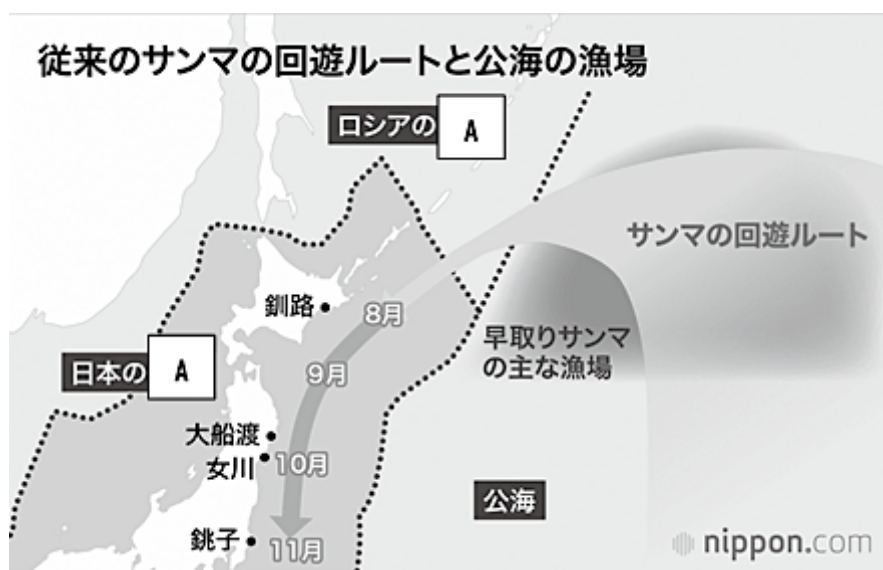 従来のサンマの回遊ルートと公海の漁場
ロシアの A
サンマの回遊ルート
釧路
8月
早取りサンマ
の主な漁場
日本の A
9月
大船渡
女川
10月
公海
銚子
11月
nippon.com